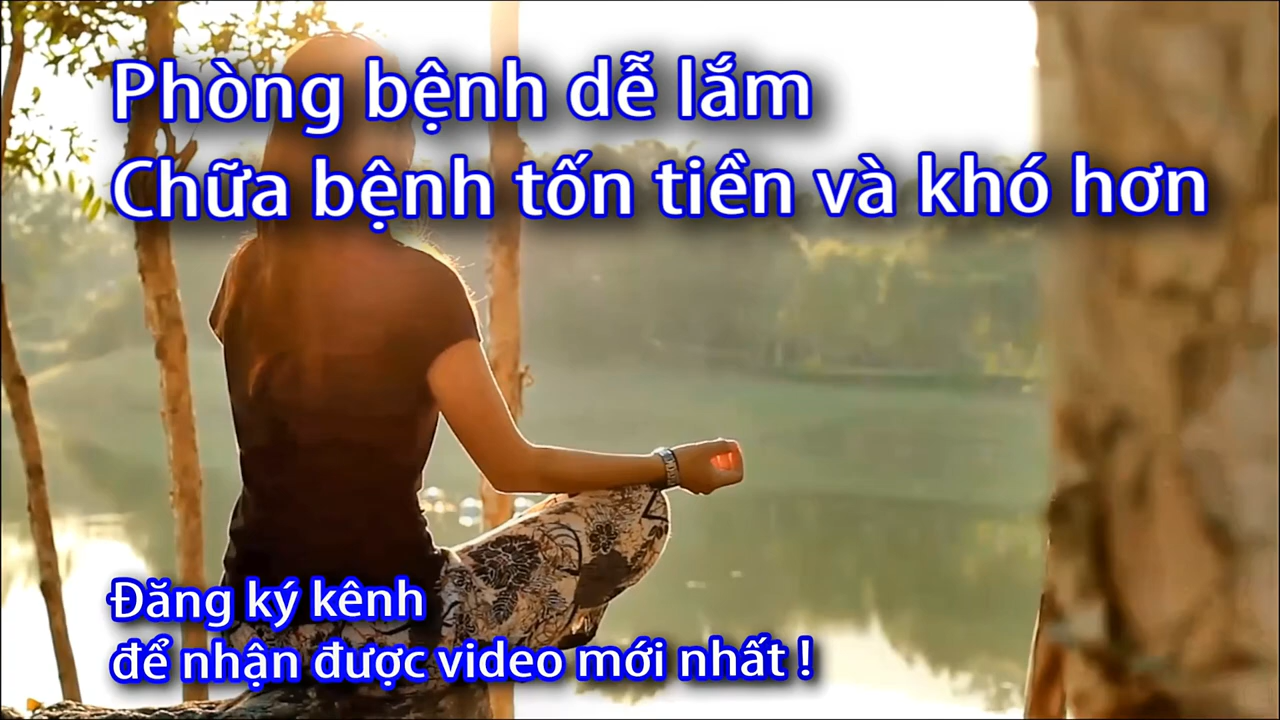 Phòng bệnh dễ lắm
Chữa bệnh tốn tiền và khó hơn
Đăng ký kênh
để nhận được video mới nhất !